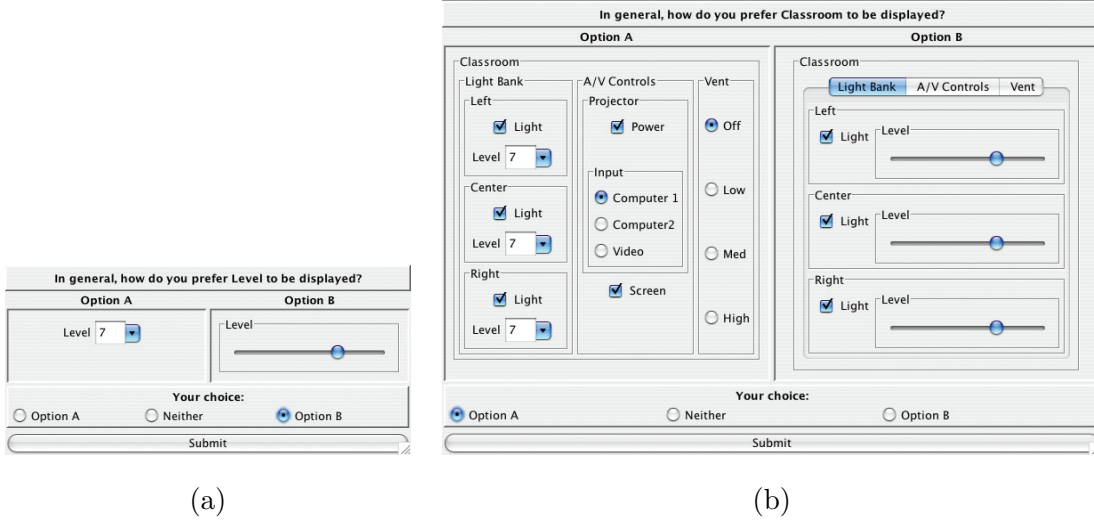 In general, how do you prefer Level to be displayed?
Option A Option B
Level 7 Level
Your choice:
Option A Neither Option B
Submit
(a)
In general, how do you prefer Classroom to be displayed?
Option A Option B
Classroom
Light Bank A/V Controls Vent
Left Projector
Light Power Off
Level 7
Input
Center Computer 1 Low
Light Computer2
Level 7 Video Med
Right
Light Screen
Level 7 High
Classroom
Light Bank A/V Controls Vent
Left
Light Level
Center
Light Level
Right
Light Level
Your choice:
Option A Neither Option B
Submit
(b)